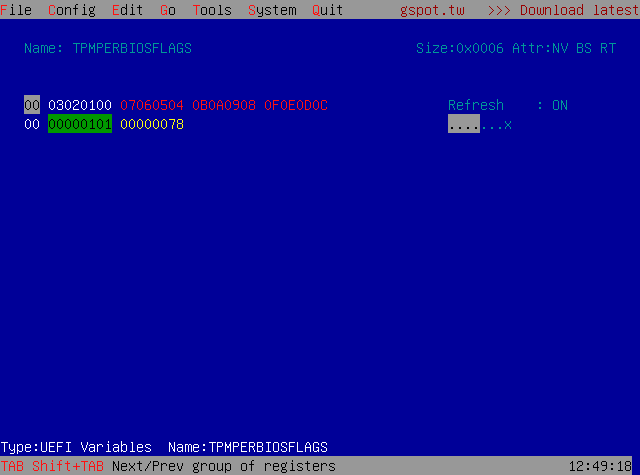 File Config Edit Go Tools System Quit gspot.tw >>> Download latest
Name: TPMPERBIOSFLAGS Size:0x0006 Attr:NV BS RT
00 03020100 07060504 0B0A0908 0F0E0D0C Refresh : ON
00 00000101 00000078 .......x
Type:UEFI Variables Name:TPMPERBIOSFLAGS
TAB Shift+TAB Next/Prev group of registers 12:49:18